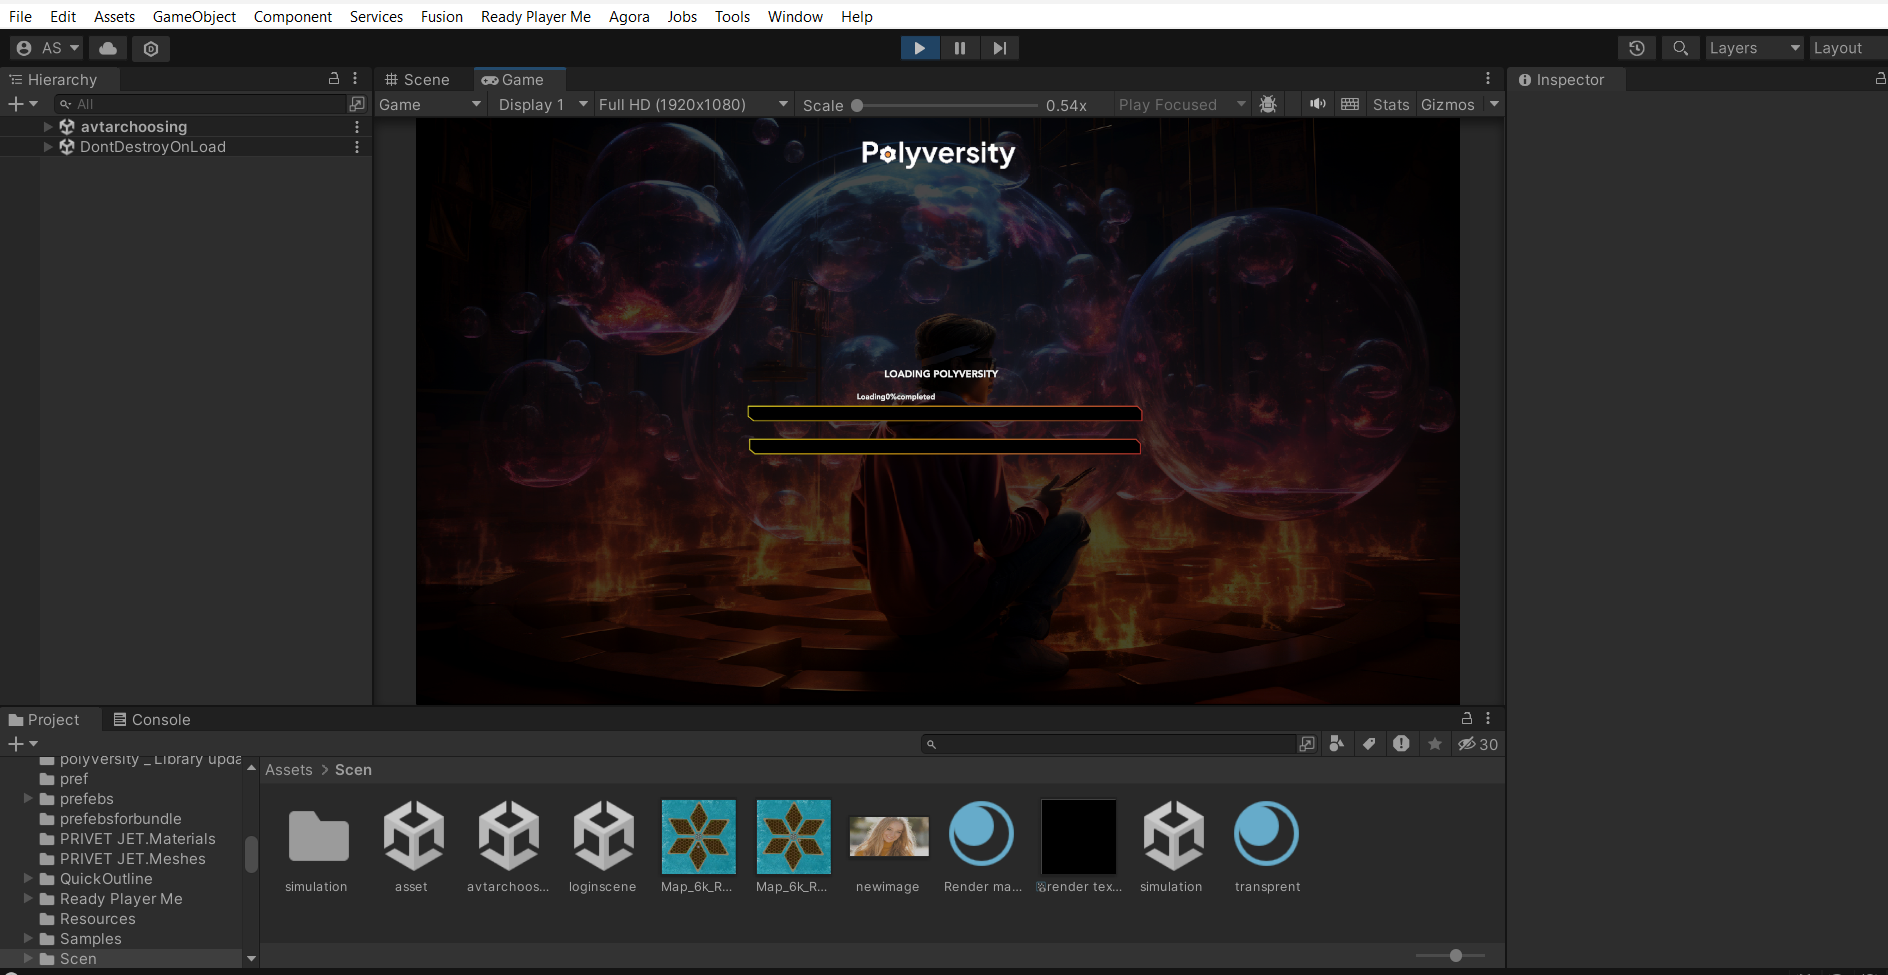 File Edit Assets GameObject Component Services Fusion Ready Player Me Agora Jobs Tools Window Help
AS Layers Layout
Hierarchy Scene Game Inspector
All Game Display 1 Full HD (1920x1080) Scale 0.54x Play Focused Stats Gizmos
avtarchoosing
DontDestroyOnLoad
Polyversity
LOADING POLYVERSITY
Loading0%completed
Project Console
30
polyversity _ Library upda
Assets > Scen
pref
prefebs
prefebsforbundle
PRIVET JET.Materials
PRIVET JET.Meshes
QuickOutline
Ready Player Me
Resources
Samples
Scen
simulation asset avtarchoos... loginscene Map_6k_R... Map_6k_R... newimage Render ma... render tex... simulation transprent